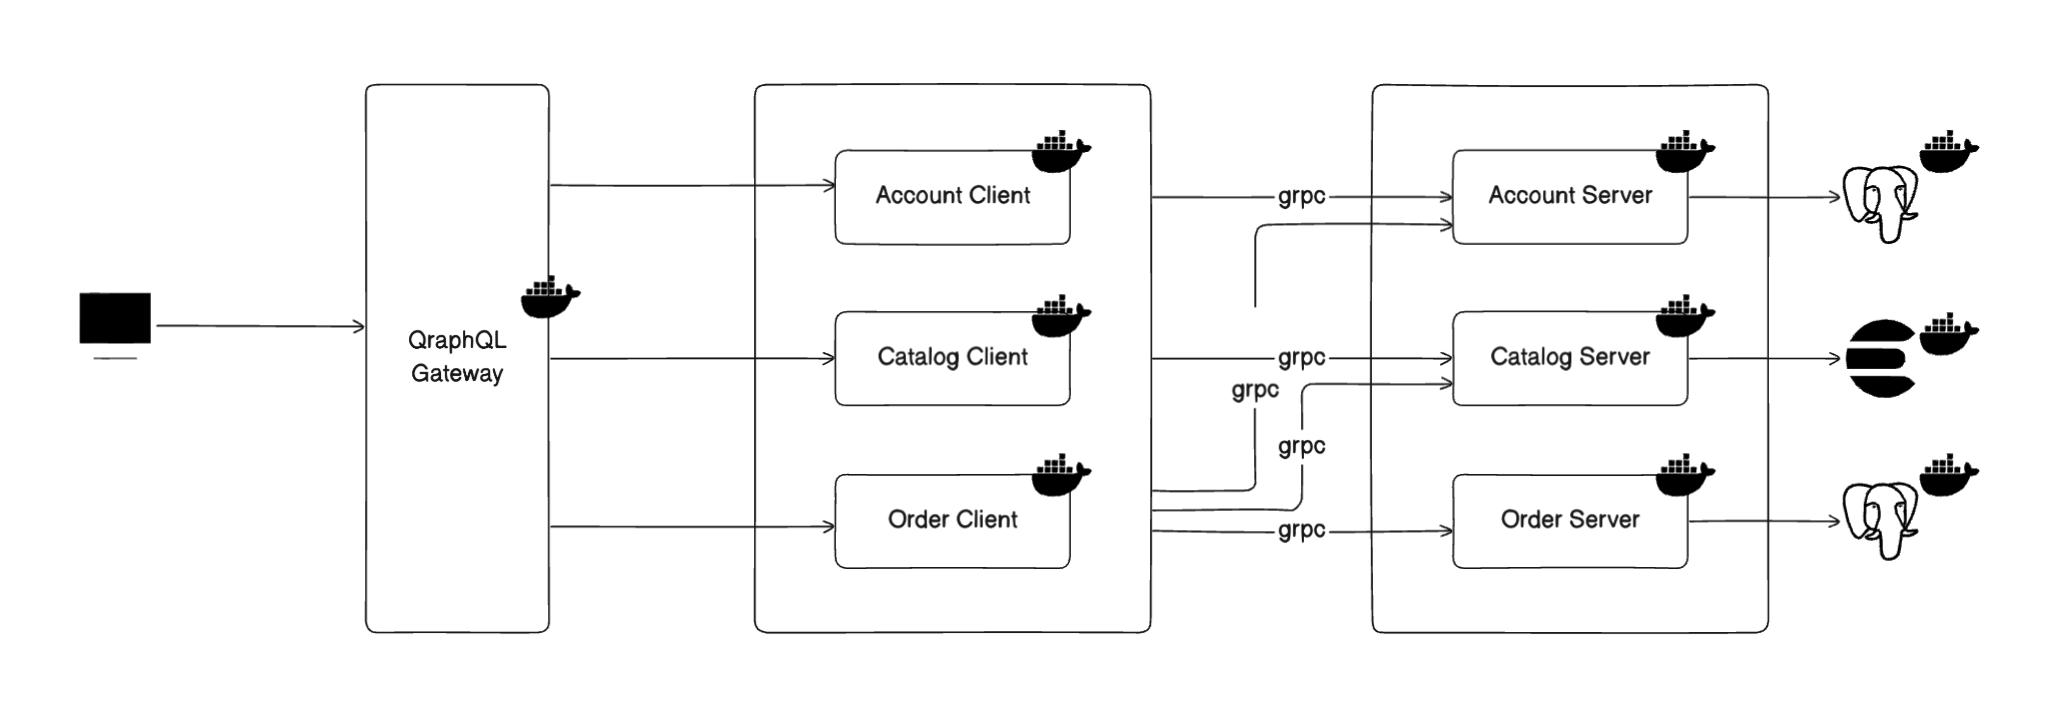 QraphQL
Gateway
Account Client
Catalog Client
Order Client
grpc
grpc
grpc
grpc
grpc
Account Server
Catalog Server
Order Server